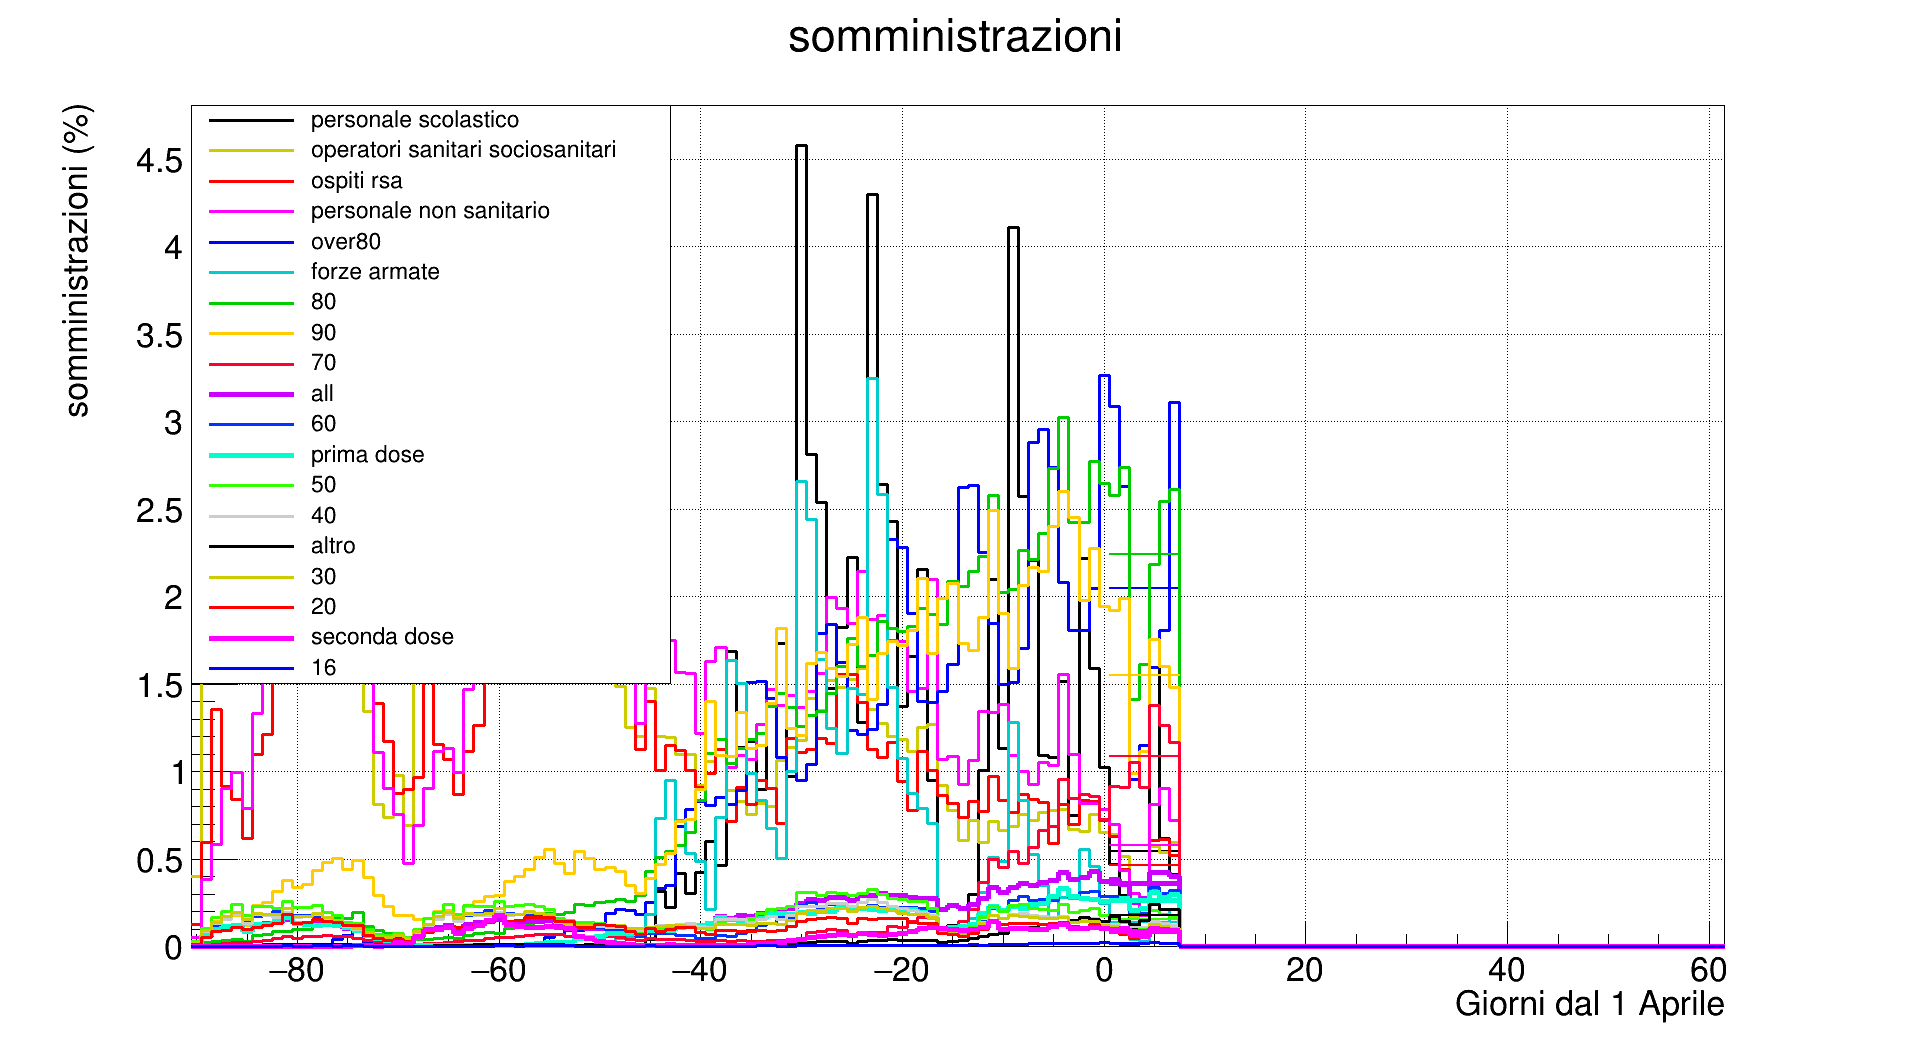 somministrazioni
somministrazioni (%)
personale scolastico
operatori sanitari sociosanitari
ospiti rsa
personale non sanitario
over80
forze armate
80
90
70
all
60
prima dose
50
40
altro
30
20
seconda dose
16
4.5
4
3.5
3
2.5
2
1.5
1
0.5
0
−80 −60 −40 −20 0 20 40 60
Giorni dal 1 Aprile